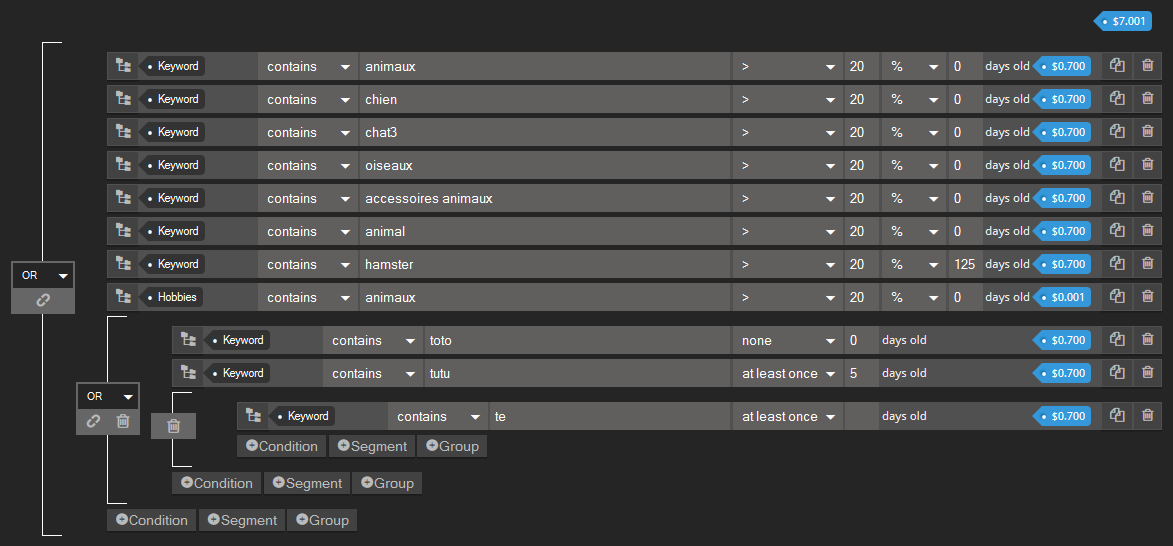 $7.001
Keyword contains animaux > 20 % 0 days old $0.700
Keyword contains chien > 20 % 0 days old $0.700
Keyword contains chat3 > 20 % 0 days old $0.700
Keyword contains oiseaux > 20 % 0 days old $0.700
Keyword contains accessoires animaux > 20 % 0 days old $0.700
Keyword contains animal > 20 % 0 days old $0.700
Keyword contains hamster > 20 % 125 days old $0.700
OR
Hobbies contains animaux > 20 % 0 days old $0.001
Keyword contains toto none 0 days old $0.700
Keyword contains tutu at least once 5 days old $0.700
OR
Keyword contains te at least once days old $0.700
Condition Segment Group
Condition Segment Group
Condition Segment Group